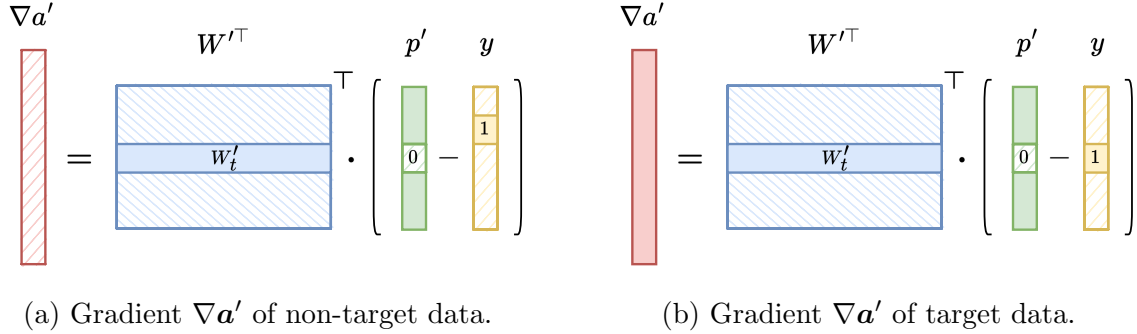 ∇a′ W′⊤ p′ y
= W′t ⊤ · ( 0 − 1 )
∇a′ W′⊤ p′ y
= W′t ⊤ · ( 0 − 1 )
(a) Gradient ∇a′ of non-target data.
(b) Gradient ∇a′ of target data.